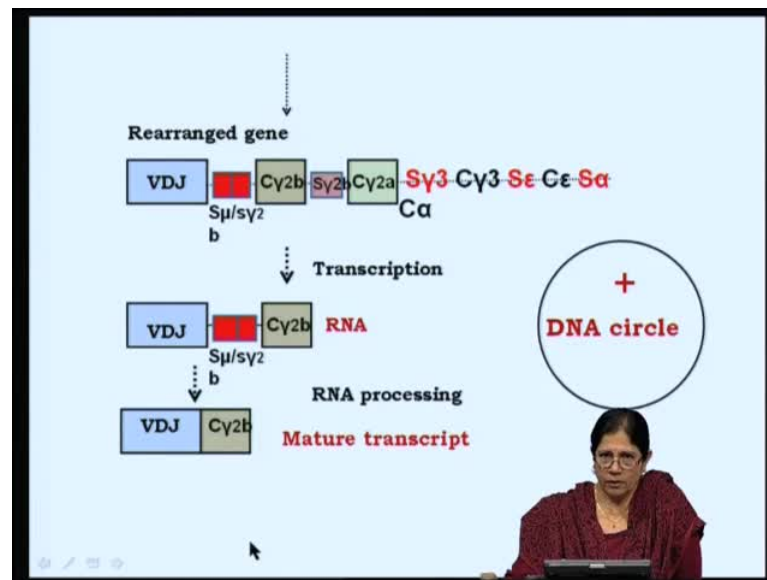 Rearranged gene
VDJ Cγ2b Sγ2b Cγ2a Sγ3 Cγ3 Sε Cε Sα
Sμ/sγ2
b
Cα
Transcription
+
DNA circle
VDJ Cγ2b RNA
Sμ/sγ2
b
RNA processing
VDJ Cγ2b
Mature transcript